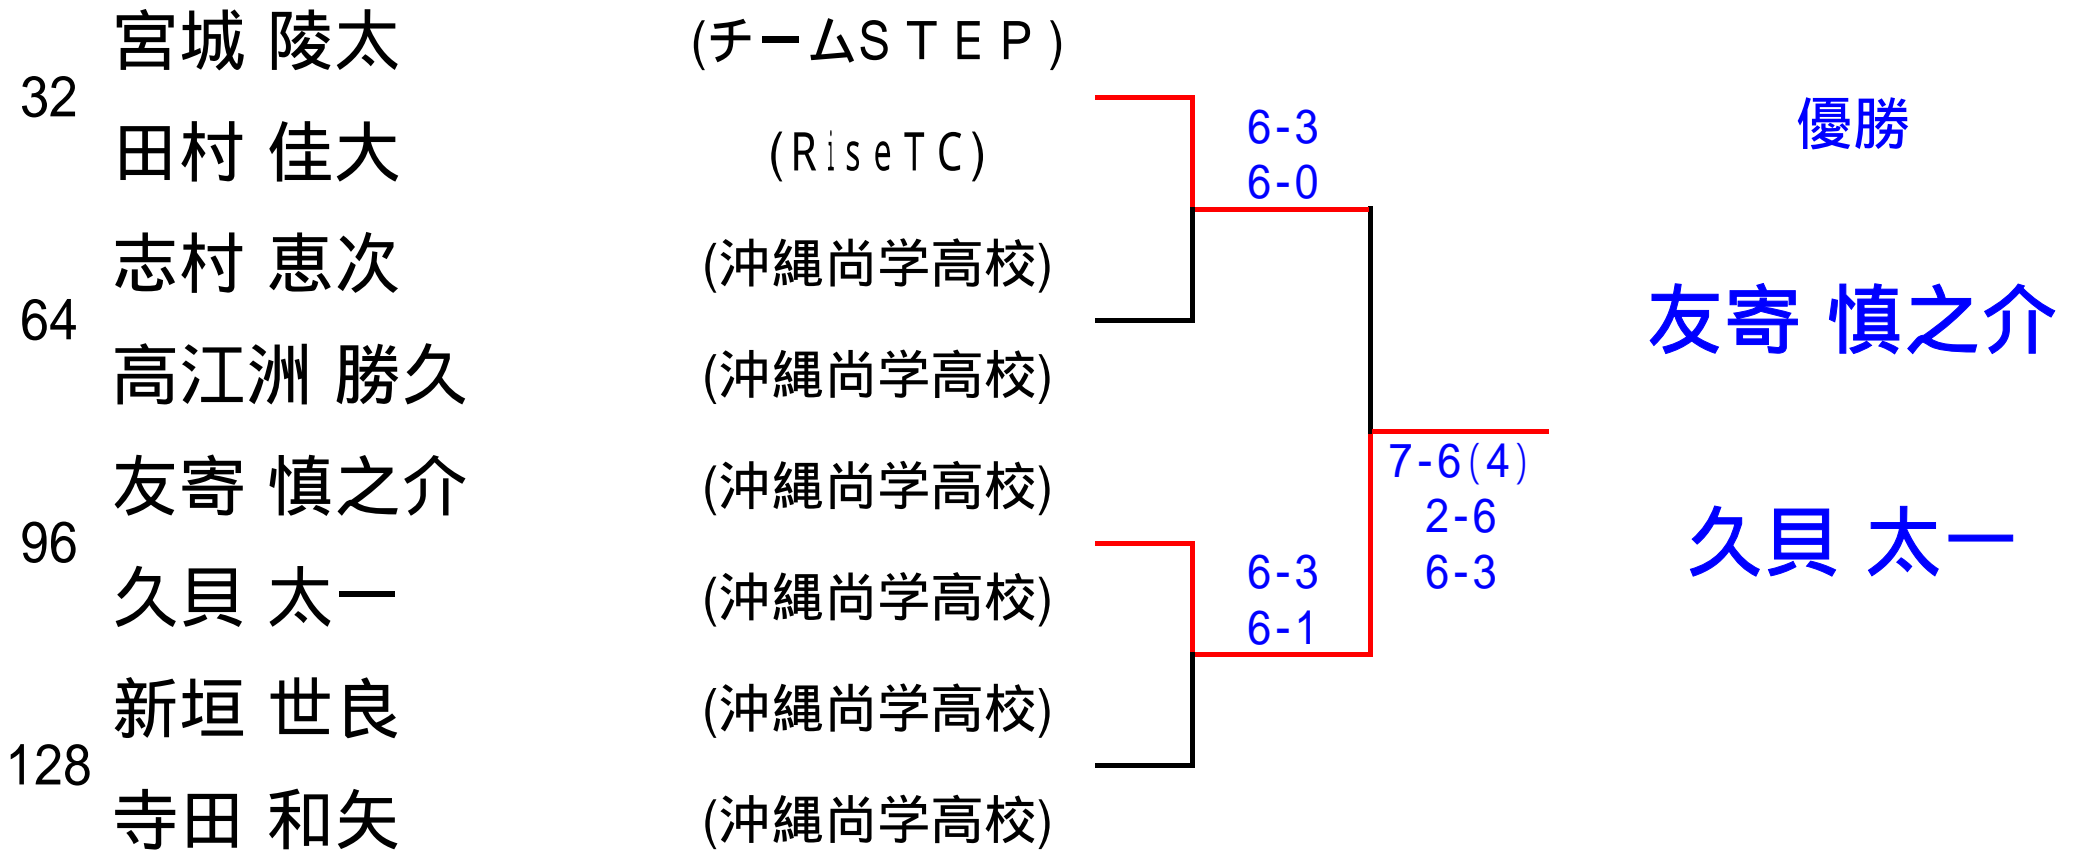 宮城 陵太 (チームSTEP)
32
田村 佳大 (RiseTC)
志村 恵次 (沖縄尚学高校)
64
高江洲 勝久 (沖縄尚学高校)
友寄 慎之介 (沖縄尚学高校)
96
久貝 太一 (沖縄尚学高校)
新垣 世良 (沖縄尚学高校)
128
寺田 和矢 (沖縄尚学高校)
6-3
6-0
6-3
6-1
7-6(4)
2-6
6-3
優勝
友寄 慎之介
久貝 太一